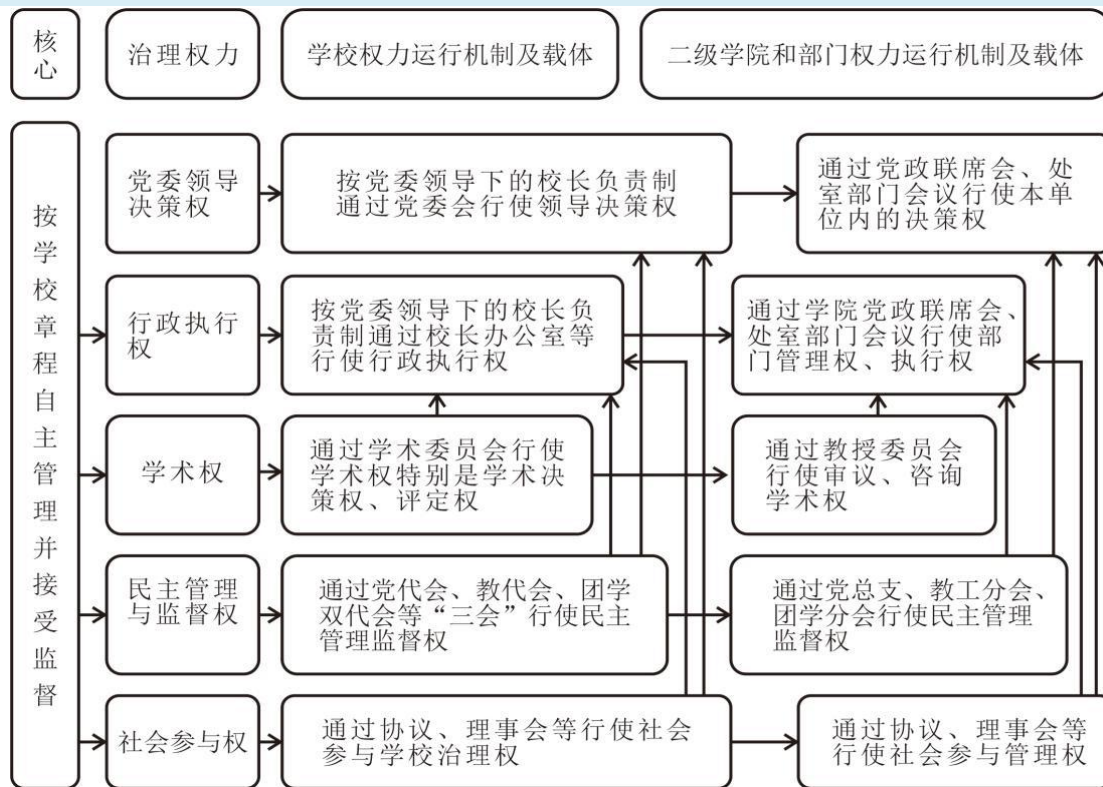 核
心
治理权力
学校权力运行机制及载体
二级学院和部门权力运行机制及载体
按学校章程自主管理并接受监督
党委领导
决策权
按党委领导下的校长负责制
通过党委会行使领导决策权
通过党政联席会、处
室部门会议行使本单
位内的决策权
行政执行
权
按党委领导下的校长负
责制通过校长办公室等
行使行政执行权
通过学院党政联席会、
处室部门会议行使部
门管理权、执行权
学术权
通过学术委员会行使
学术权特别是学术决
策权、评定权
通过教授委员会
行使审议、咨询
学术权
民主管理
与监督权
通过党代会、教代会、团学
双代会等“三会”行使民主
管理监督权
通过党总支、教工分会、
团学分会行使民主管理
监督权
社会参与权
通过协议、理事会等行使社会
参与学校治理权
通过协议、理事会等
行使社会参与管理权